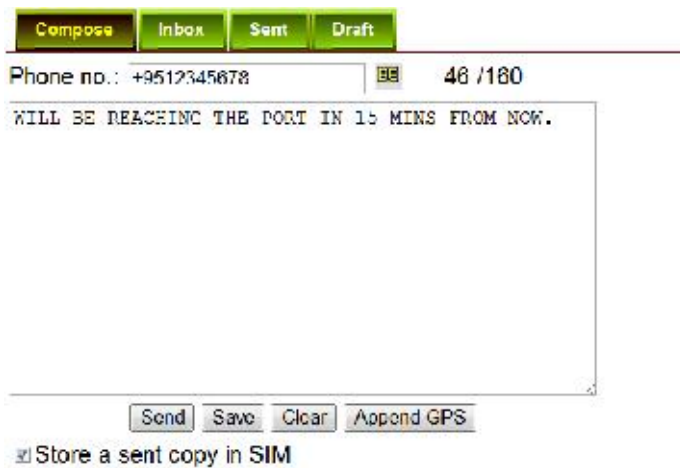 Compose Inbox Sent Draft
Phone no.: +9512345678 46 /160
WILL BE REACHING THE PORT IN 15 MINS FROM NOW.
Send Save Clear Append GPS
Store a sent copy in SIM